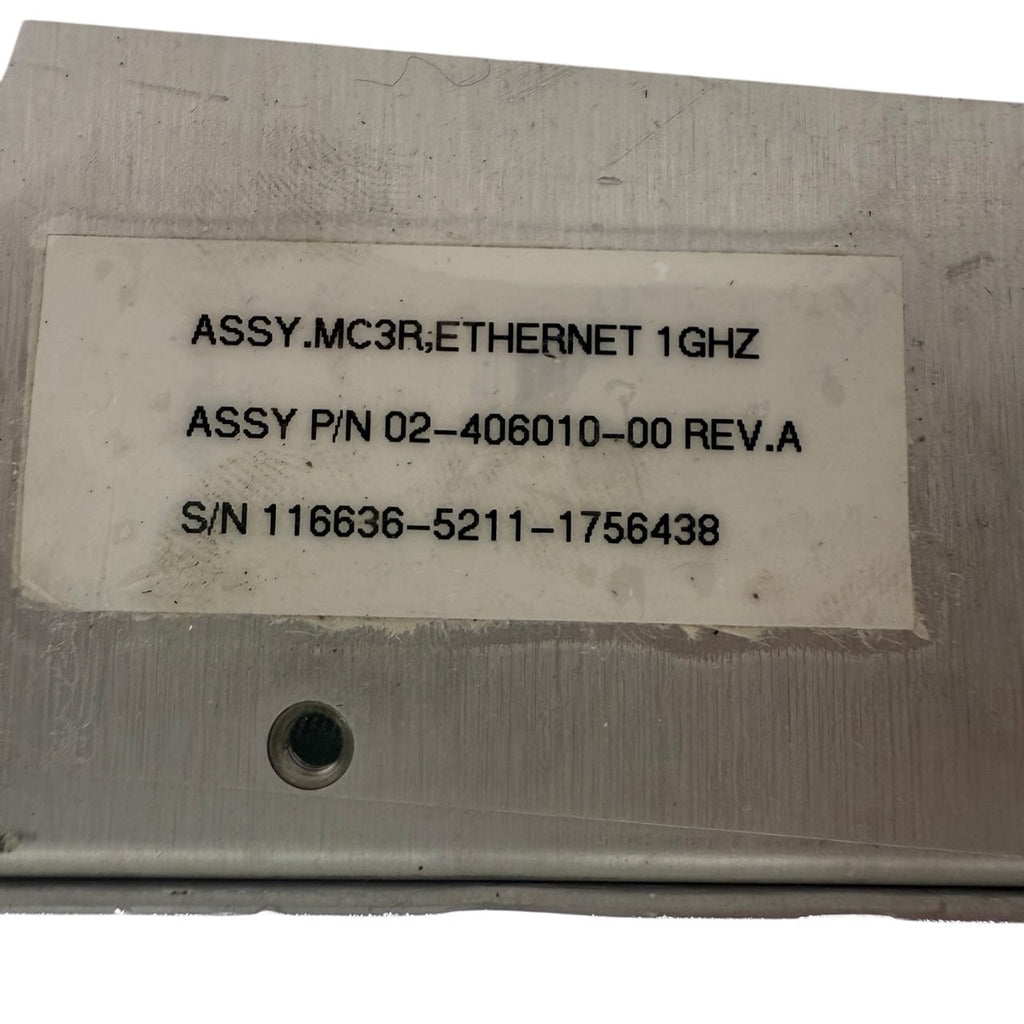 ASSY.MC3R,ETHERNET 1GHZ
ASSY P/N 02-406010-00 REV.A
S/N 116636-5211-1756438